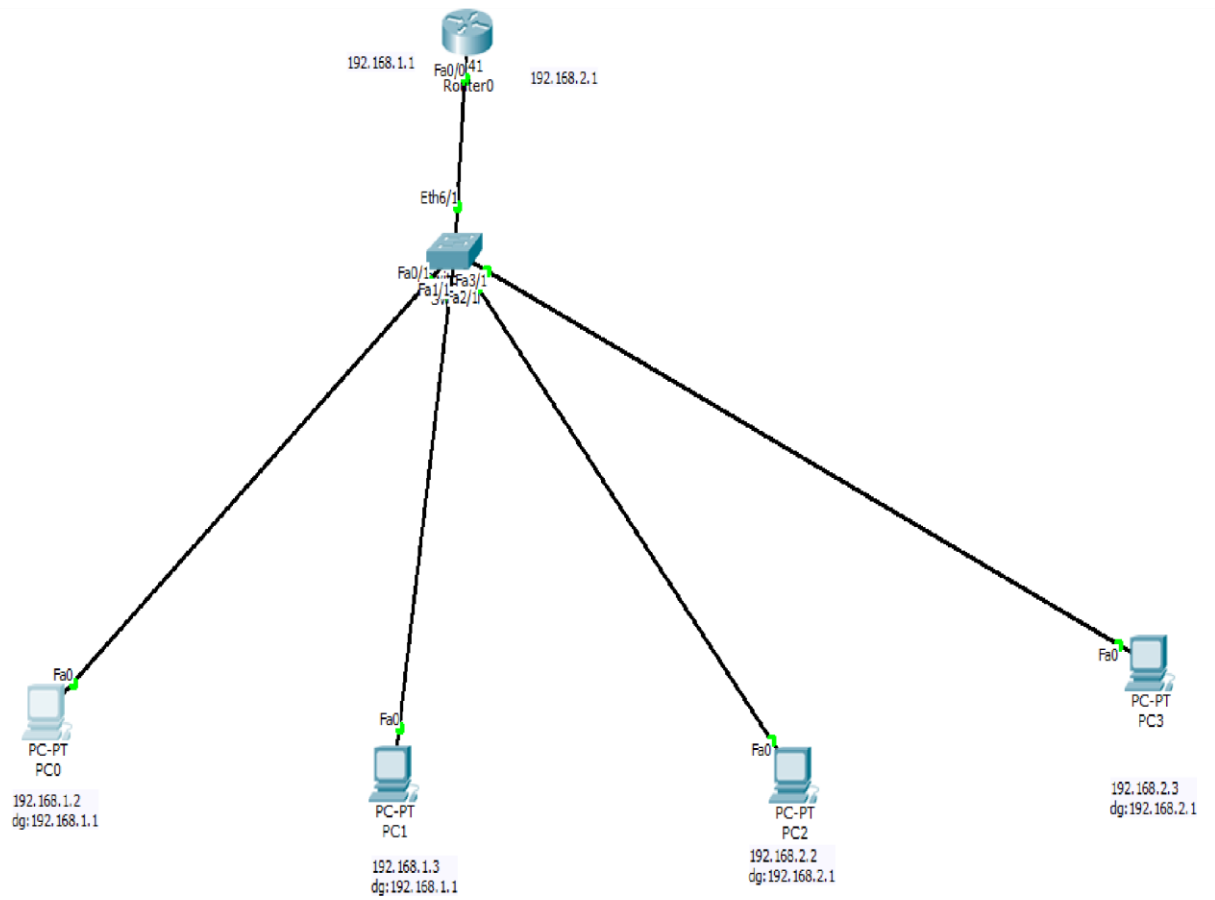 192.168.1.1
Fa0/0
41
Router0
192.168.2.1
Eth6/1
Fa0/1
Fa3/1
Fa1/1
Fa2/1
Fa0
PC-PT
PC0
192.168.1.2
dg:192.168.1.1
Fa0
PC-PT
PC1
192.168.1.3
dg:192.168.1.1
Fa0
PC-PT
PC2
192.168.2.2
dg:192.168.2.1
Fa0
PC-PT
PC3
192.168.2.3
dg:192.168.2.1